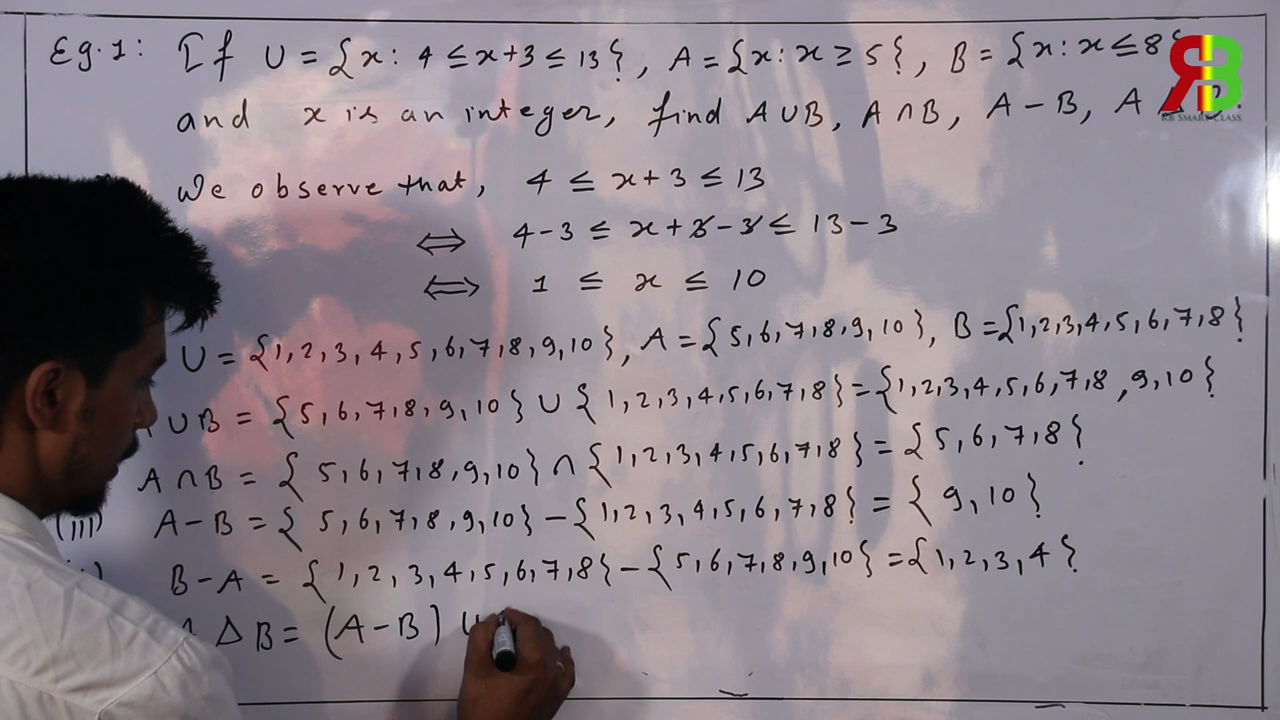 Eg.1: If U = {x: 4 ≤ x+3 ≤ 13}, A = {x: x ≥ 5}, B = {x: x ≤ 8}
and x is an integer, find A∪B, A∩B, A-B, A
RB
RB SMART CLASS
We observe that, 4 ≤ x+3 ≤ 13
⇔ 4-3 ≤ x+3-3 ≤ 13-3
⇔ 1 ≤ x ≤ 10
U = {1,2,3,4,5,6,7,8,9,10}, A = {5,6,7,8,9,10}, B = {1,2,3,4,5,6,7,8}
∪B = {5,6,7,8,9,10} ∪ {1,2,3,4,5,6,7,8} = {1,2,3,4,5,6,7,8,9,10}
A∩B = {5,6,7,8,9,10} ∩ {1,2,3,4,5,6,7,8} = {5,6,7,8}
(iii) A-B = {5,6,7,8,9,10} - {1,2,3,4,5,6,7,8} = {9,10}
B-A = {1,2,3,4,5,6,7,8} - {5,6,7,8,9,10} = {1,2,3,4}
Δ B = (A-B) ∪